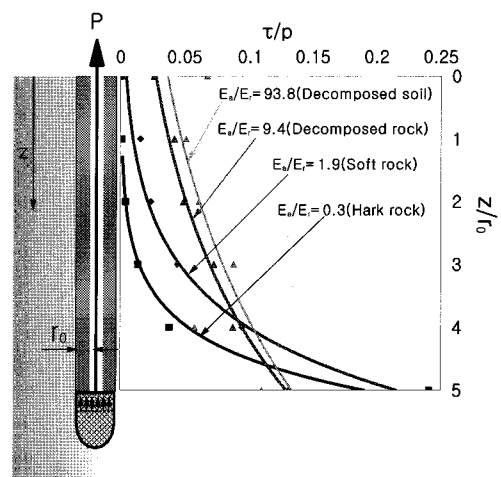 P
τ/p
0 0.05 0.1 0.15 0.2 0.25
0
Eₐ/Eᵣ= 93.8(Decomposed soil)
Eₐ/Eᵣ= 9.4(Decomposed rock)
1
Eₐ/Eᵣ= 1.9(Soft rock)
z
Eₐ/Eᵣ= 0.3(Hark rock)
2
z/r₀
3
r₀
4
5